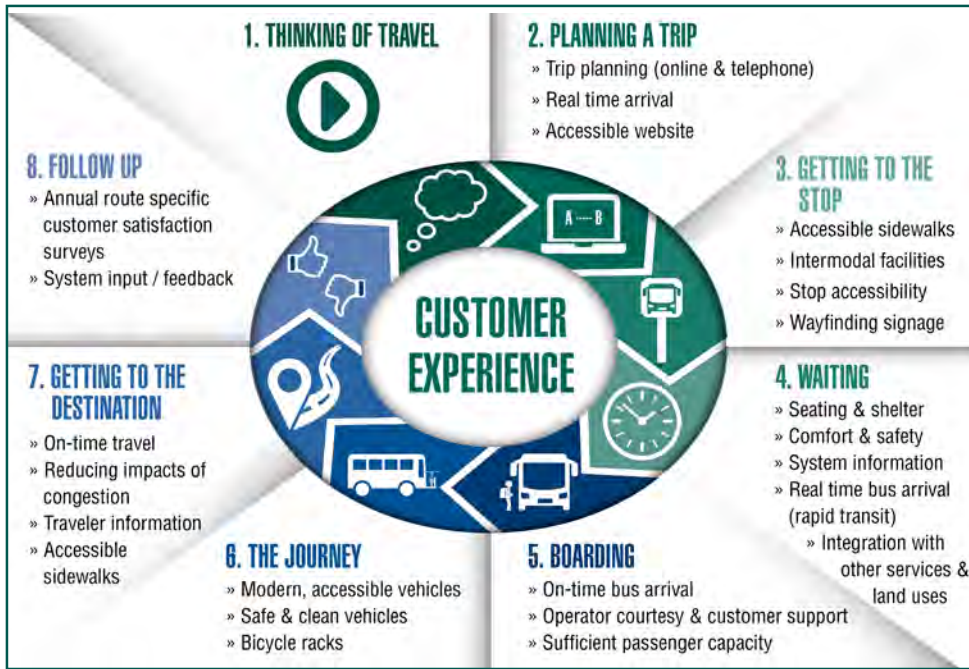 1. THINKING OF TRAVEL
2. PLANNING A TRIP
» Trip planning (online & telephone)
» Real time arrival
» Accessible website
3. GETTING TO THE
STOP
» Accessible sidewalks
» Intermodal facilities
» Stop accessibility
» Wayfinding signage
4. WAITING
» Seating & shelter
» Comfort & safety
» System information
» Real time bus arrival
(rapid transit)
» Integration with
other services &
land uses
5. BOARDING
» On-time bus arrival
» Operator courtesy & customer support
» Sufficient passenger capacity
6. THE JOURNEY
» Modern, accessible vehicles
» Safe & clean vehicles
» Bicycle racks
7. GETTING TO THE
DESTINATION
» On-time travel
» Reducing impacts of
congestion
» Traveler information
» Accessible
sidewalks
8. FOLLOW UP
» Annual route specific
customer satisfaction
surveys
» System input / feedback
A ---- B
CUSTOMER
EXPERIENCE